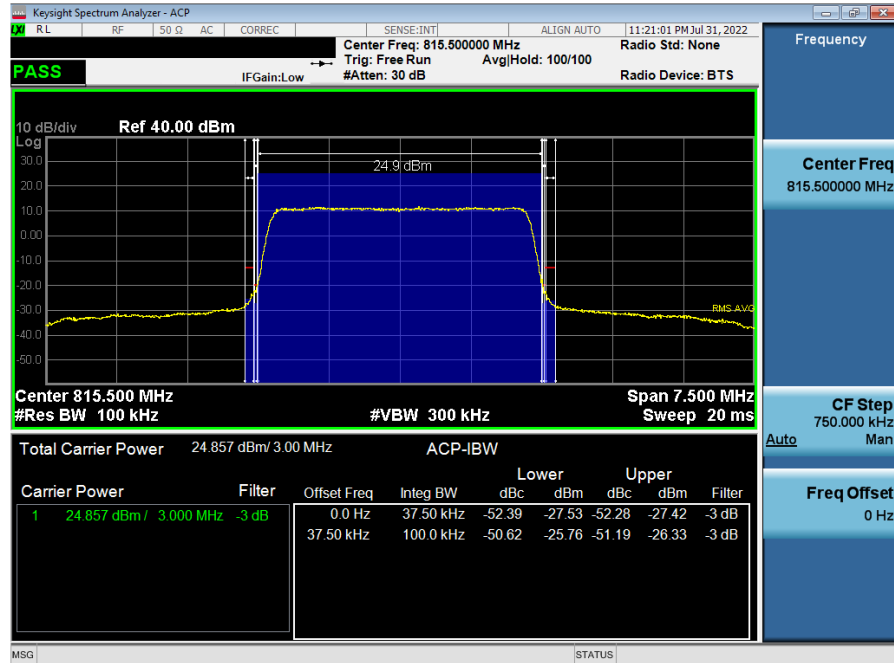 Keysight Spectrum Analyzer - ACP
LXI RL RF 50 Ω AC CORREC SENSE:INT ALIGN AUTO 11:21:01 PM Jul 31, 2022
Center Freq: 815.500000 MHz Radio Std: None
Trig: Free Run Avg|Hold: 100/100
PASS IFGain:Low #Atten: 30 dB Radio Device: BTS
Frequency
10 dB/div Ref 40.00 dBm
Log
30.0
24.9 dBm
20.0
10.0
0.00
-10.0
-20.0
-30.0
RMS AVG
-40.0
-50.0
Center Freq
815.500000 MHz
Center 815.500 MHz Span 7.500 MHz
#Res BW 100 kHz #VBW 300 kHz Sweep 20 ms
CF Step
750.000 kHz
Auto Man
Total Carrier Power 24.857 dBm/ 3.00 MHz ACP-IBW
Lower Upper
Carrier Power Filter Offset Freq Integ BW dBc dBm dBc dBm Filter
1 24.857 dBm / 3.000 MHz -3 dB 0.0 Hz 37.50 kHz -52.39 -27.53 -52.28 -27.42 -3 dB
37.50 kHz 100.0 kHz -50.62 -25.76 -51.19 -26.33 -3 dB
Freq Offset
0 Hz
MSG STATUS